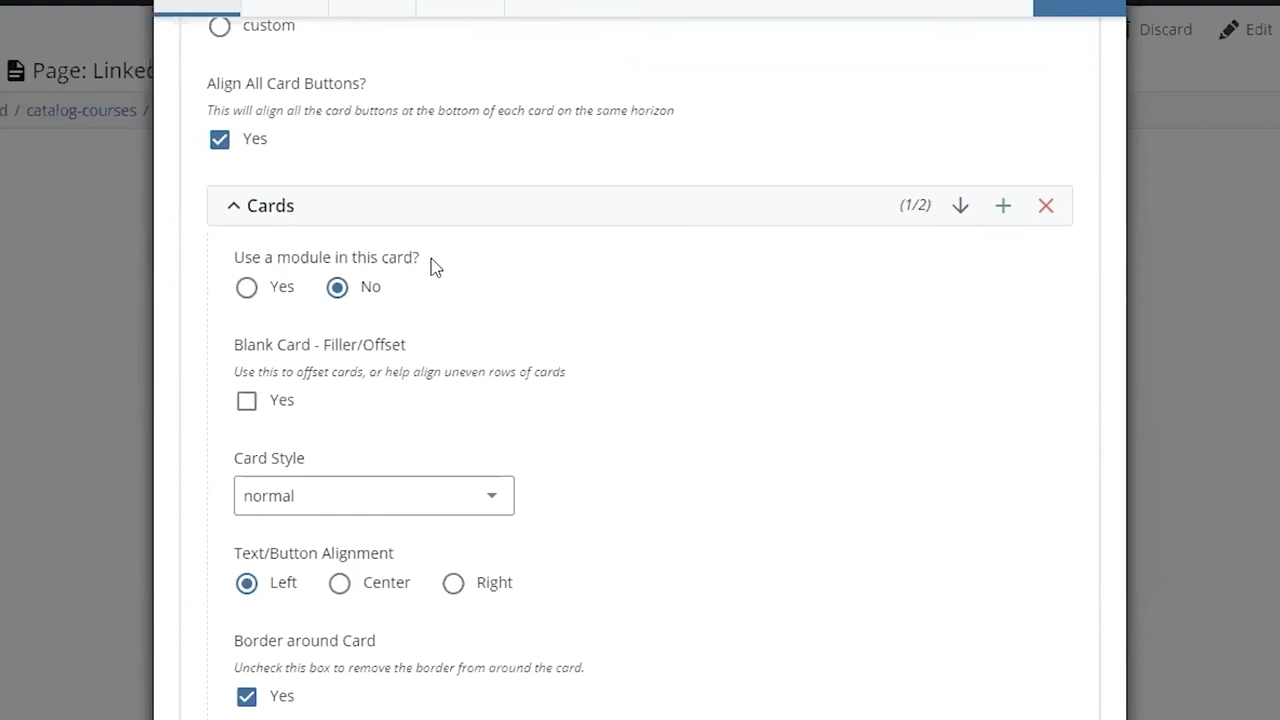 custom
Discard
Edit
Page: Linked
d / catalog-courses /
Align All Card Buttons?
This will align all the card buttons at the bottom of each card on the same horizon
Yes
Cards
(1/2)
Use a module in this card?
Yes
No
Blank Card - Filler/Offset
Use this to offset cards, or help align uneven rows of cards
Yes
Card Style
normal
Text/Button Alignment
Left
Center
Right
Border around Card
Uncheck this box to remove the border from around the card.
Yes